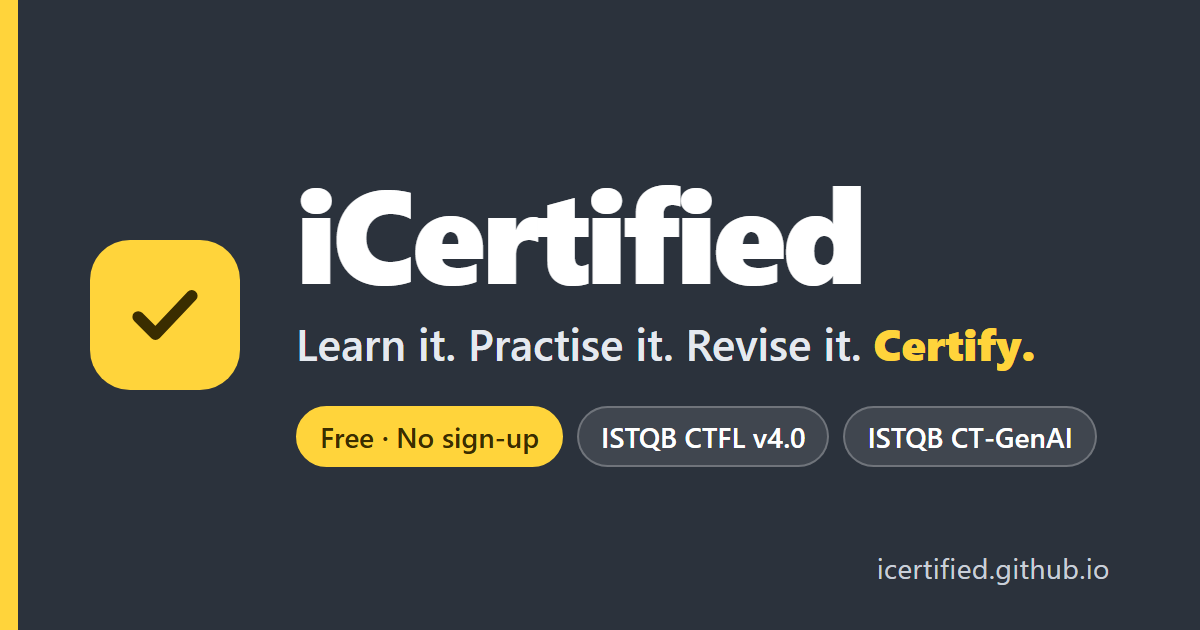 iCertified
Learn it. Practise it. Revise it. Certify.
Free · No sign-up
ISTQB CTFL v4.0
ISTQB CT-GenAI
icertified.github.io